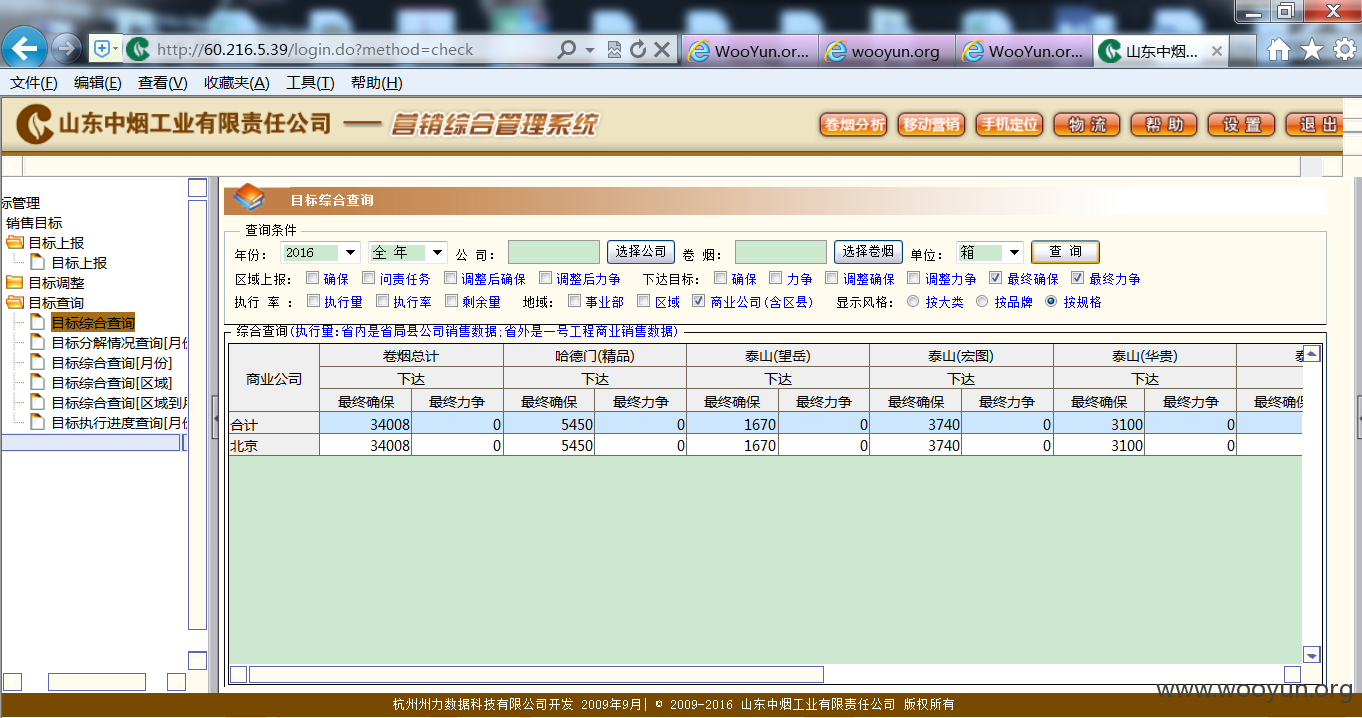 http://60.216.5.39/login.do?method=check
WooYun.or... wooyun.org WooYun.or... 山东中烟...
文件(F) 编辑(E) 查看(V) 收藏夹(A) 工具(T) 帮助(H)
山东中烟工业有限责任公司 —— 营销综合管理系统
卷烟分析 移动营销 手机定位 物 流 帮 助 设 置 退 出
标管理
销售目标
目标上报
目标上报
目标调整
目标查询
目标综合查询
目标分解情况查询[月份
目标综合查询[月份]
目标综合查询[区域]
目标综合查询[区域到月
目标执行进度查询[月份
目标综合查询
查询条件
年份: 2016 全 年 公 司: 选择公司 卷 烟: 选择卷烟 单位: 箱 查 询
区域上报: 确保 问责任务 调整后确保 调整后力争 下达目标: 确保 力争 调整确保 调整力争 最终确保 最终力争
执行 率 : 执行量 执行率 剩余量 地域: 事业部 区域 商业公司(含区县) 显示风格: 按大类 按品牌 按规格
综合查询(执行量:省内是省局县公司销售数据;省外是一号工程商业销售数据)
商业公司 卷烟总计 哈德门(精品) 泰山(望岳) 泰山(宏图) 泰山(华贵) 泰
下达 下达 下达 下达 下达
最终确保 最终力争 最终确保 最终力争 最终确保 最终力争 最终确保 最终力争 最终确保 最终力争 最终确保
合计 34008 0 5450 0 1670 0 3740 0 3100 0
北京 34008 0 5450 0 1670 0 3740 0 3100 0
杭州州力数据科技有限公司开发 2009年9月| © 2009-2016 山东中烟工业有限责任公司 版权所有
www.wooyun.org